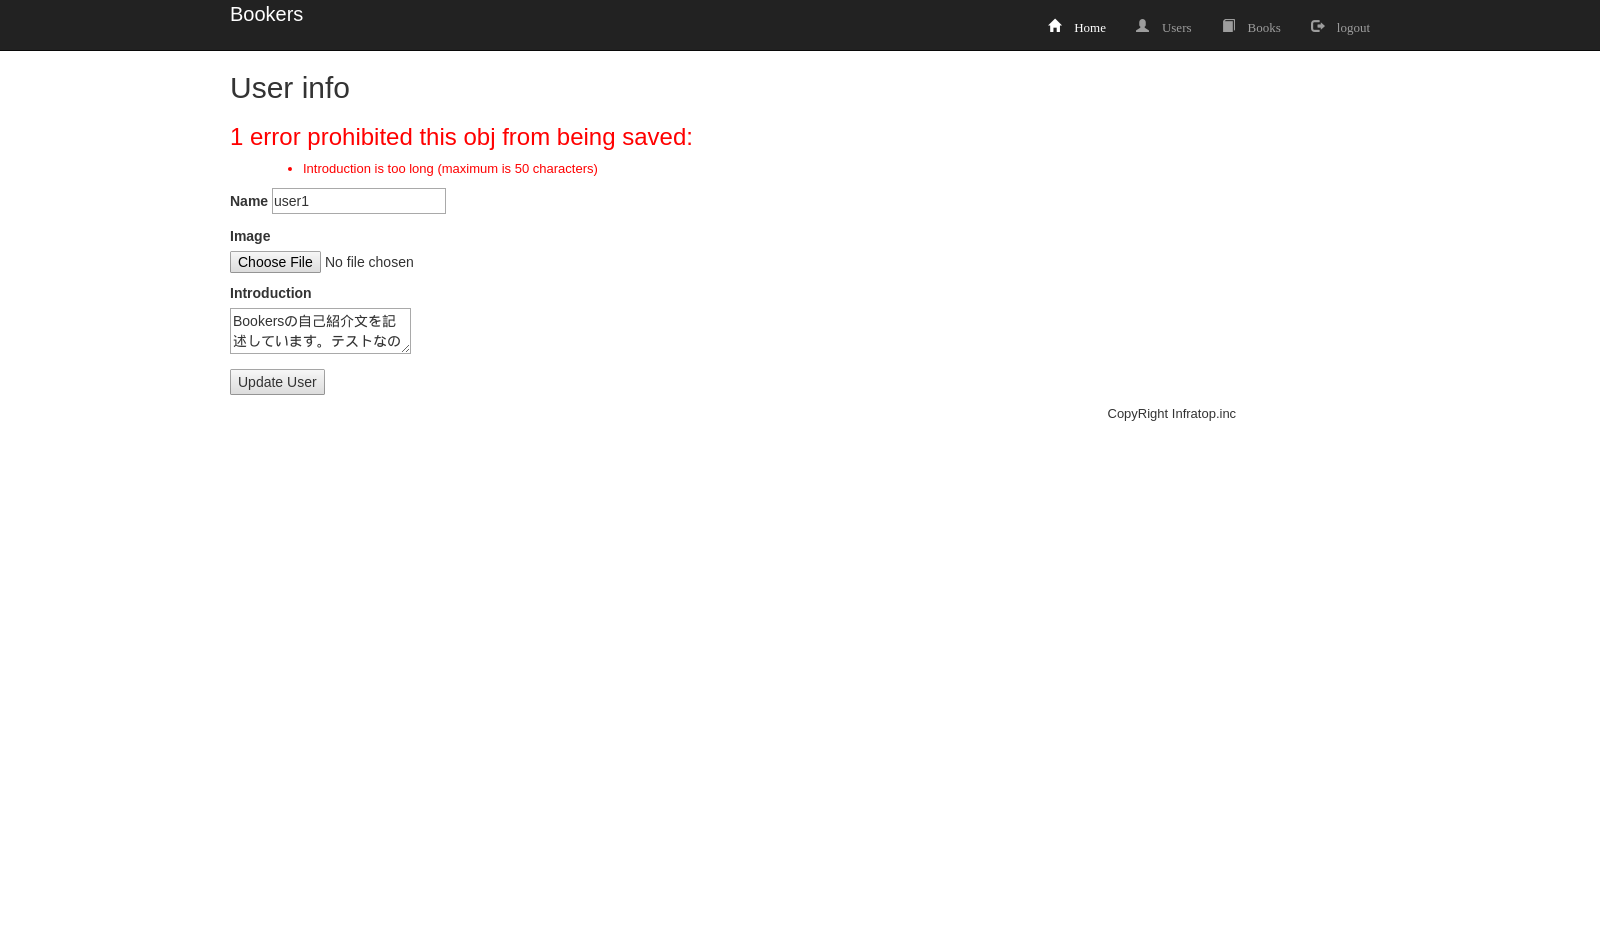 Bookers
Home
Users
Books
logout
User info
1 error prohibited this obj from being saved:
Introduction is too long (maximum is 50 characters)
Name user1
Image
Choose File No file chosen
Introduction
Bookersの自己紹介文を記
述しています。テストなの
Update User
CopyRight Infratop.inc